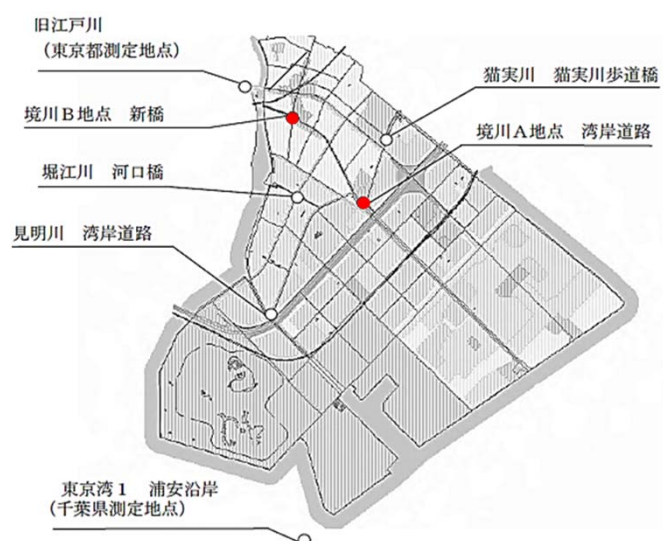 旧江戸川
(東京都測定地点)
猫実川　猫実川歩道橋
境川B地点　新橋
境川A地点　湾岸道路
堀江川　河口橋
見明川　湾岸道路
東京湾1　浦安沿岸
(千葉県測定地点)